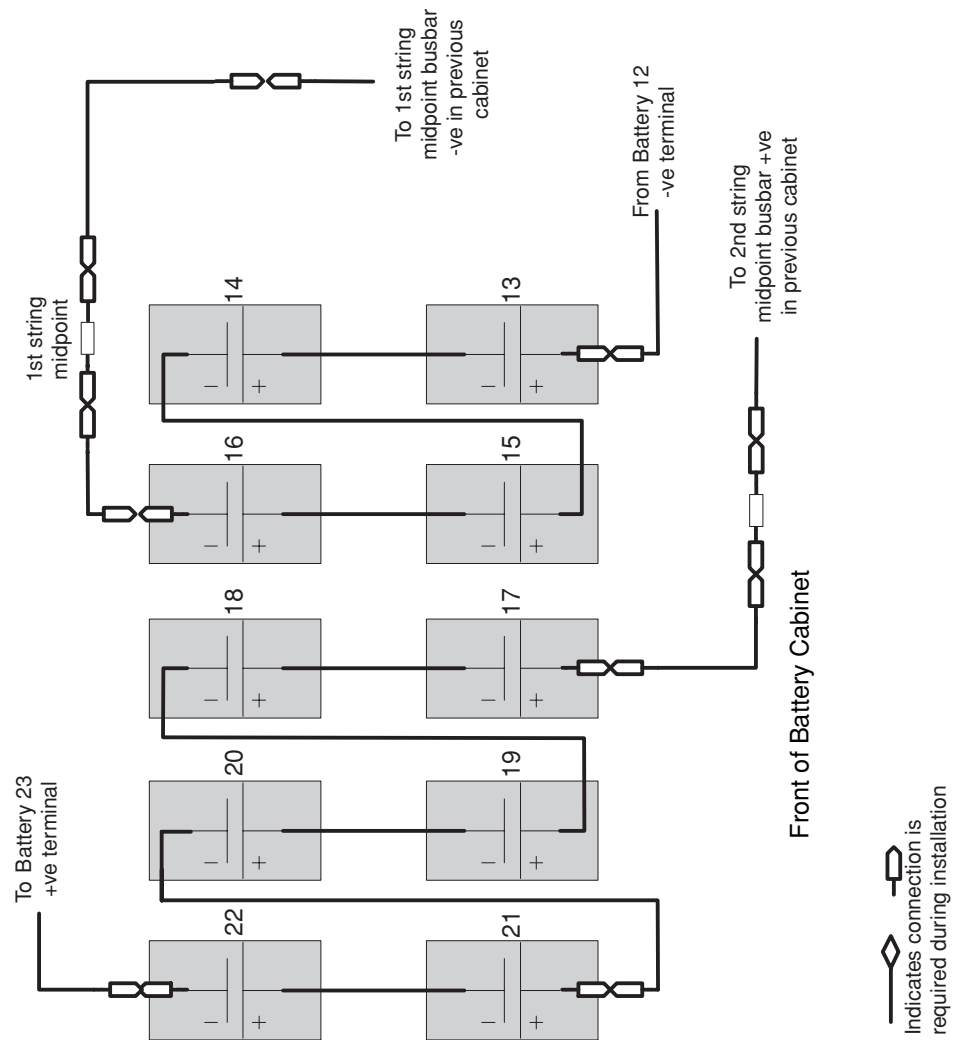 To 1st string
midpoint busbar
-ve in previous
cabinet
1st string
midpoint
From Battery 12
-ve terminal
To 2nd string
midpoint busbar +ve
in previous cabinet
To Battery 23
+ve terminal
14
13
16
15
18
17
20
19
22
21
− +
− +
− +
− +
− +
− +
− +
− +
− +
− +
Front of Battery Cabinet
Indicates connection is
required during installation